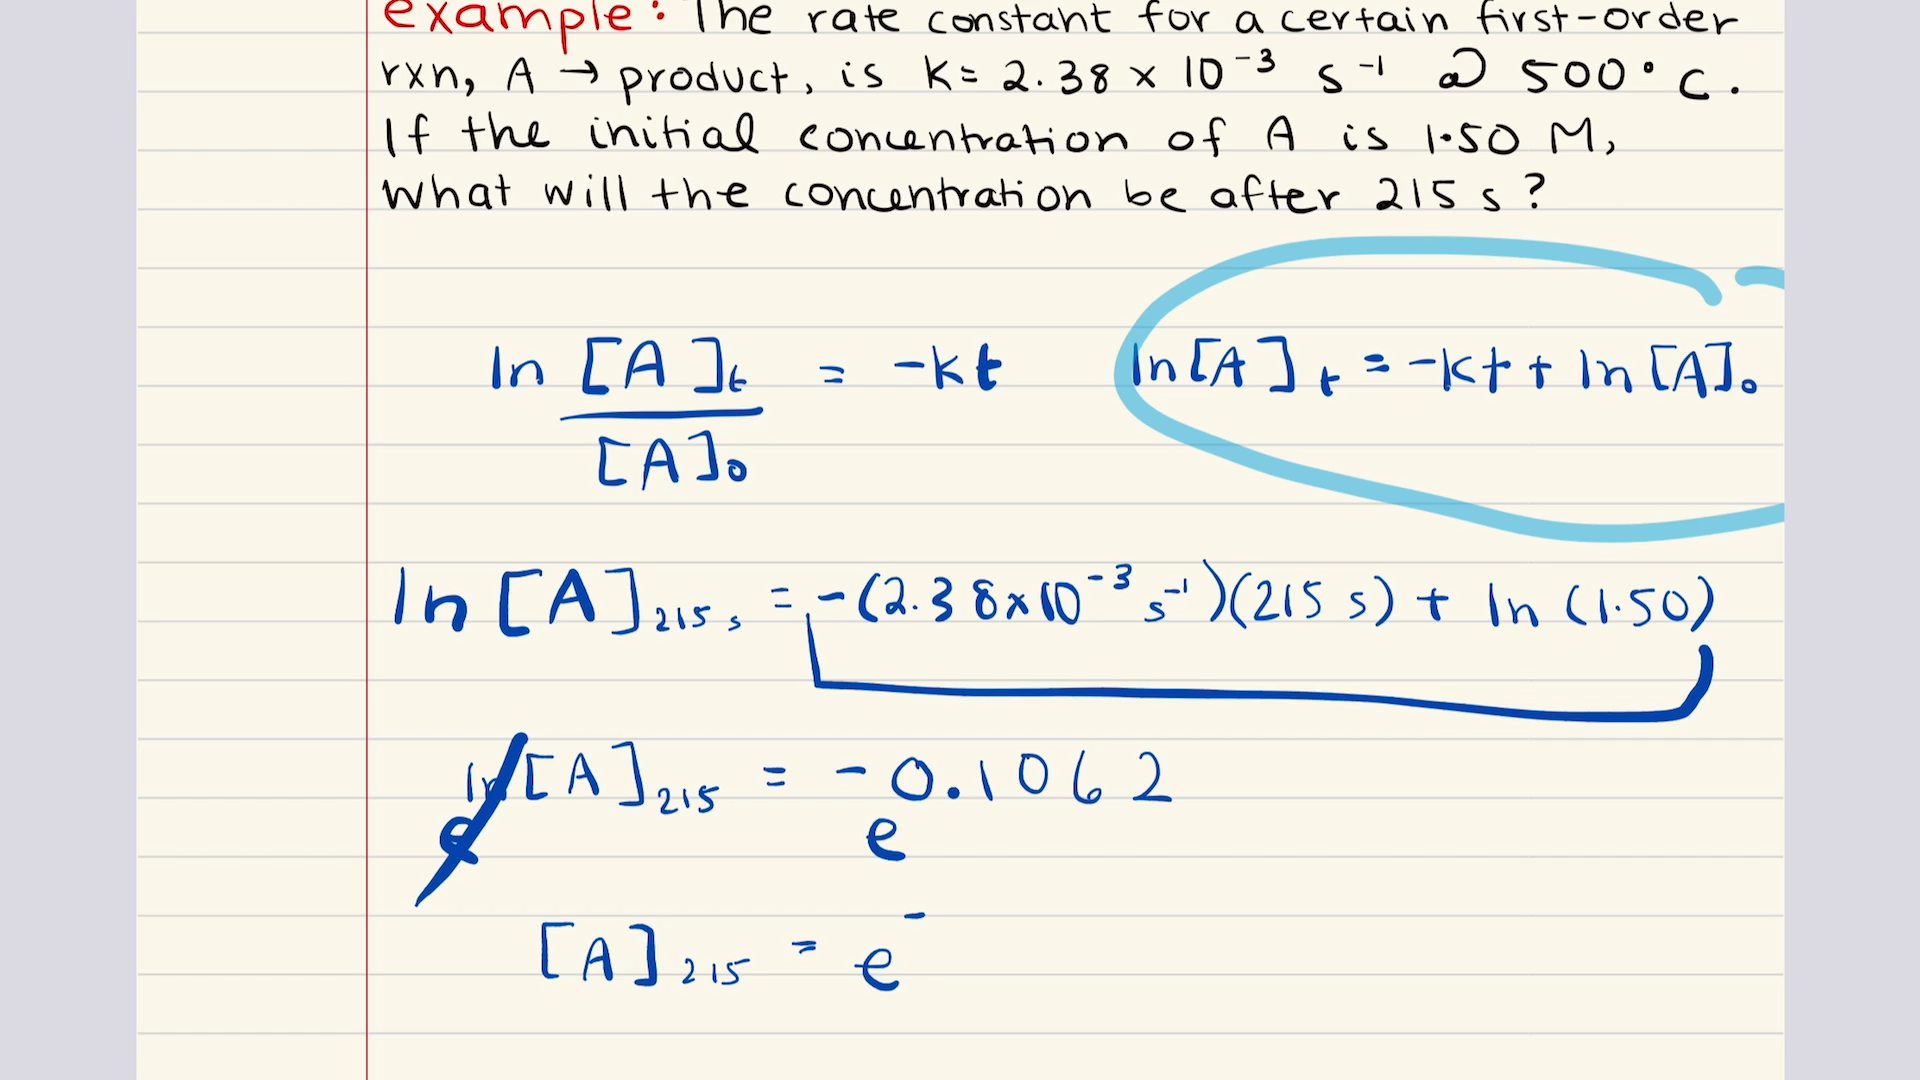 example: The rate constant for a certain first-order
rxn, A → product, is k= 2.38 × 10⁻³ s⁻¹ @ 500°C.
If the initial concentration of A is 1.50 M,
what will the concentration be after 215 s?
ln [A]t / [A]₀ = -kt
ln[A]t = -kt + ln[A]₀
ln [A]215 s = -(2.38×10⁻³ s⁻¹)(215 s) + ln (1.50)
ln[A]215 = -0.1062
e e
[A]215 = e⁻